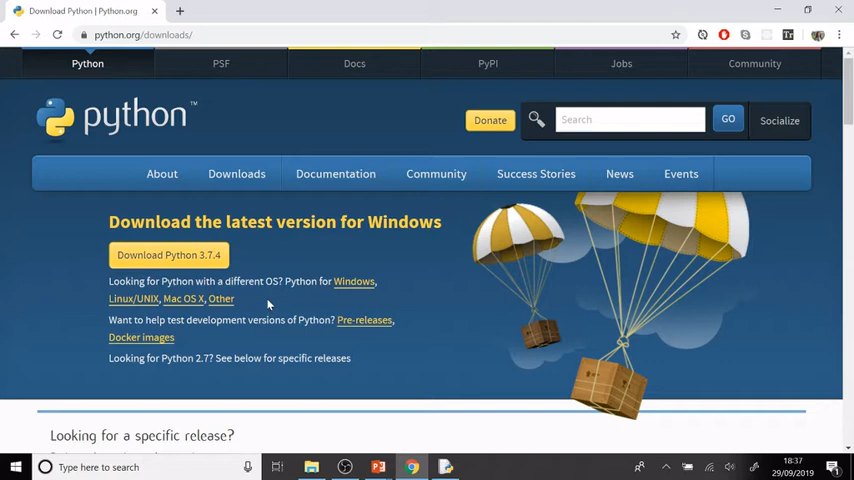 Download Python | Python.org
python.org/downloads/
Tr
Python PSF Docs PyPI Jobs Community
python™
Donate Search GO Socialize
About Downloads Documentation Community Success Stories News Events
Download the latest version for Windows
Download Python 3.7.4
Looking for Python with a different OS? Python for Windows,
Linux/UNIX, Mac OS X, Other
Want to help test development versions of Python? Pre-releases,
Docker images
Looking for Python 2.7? See below for specific releases
Looking for a specific release?
Type here to search
18:37
29/09/2019